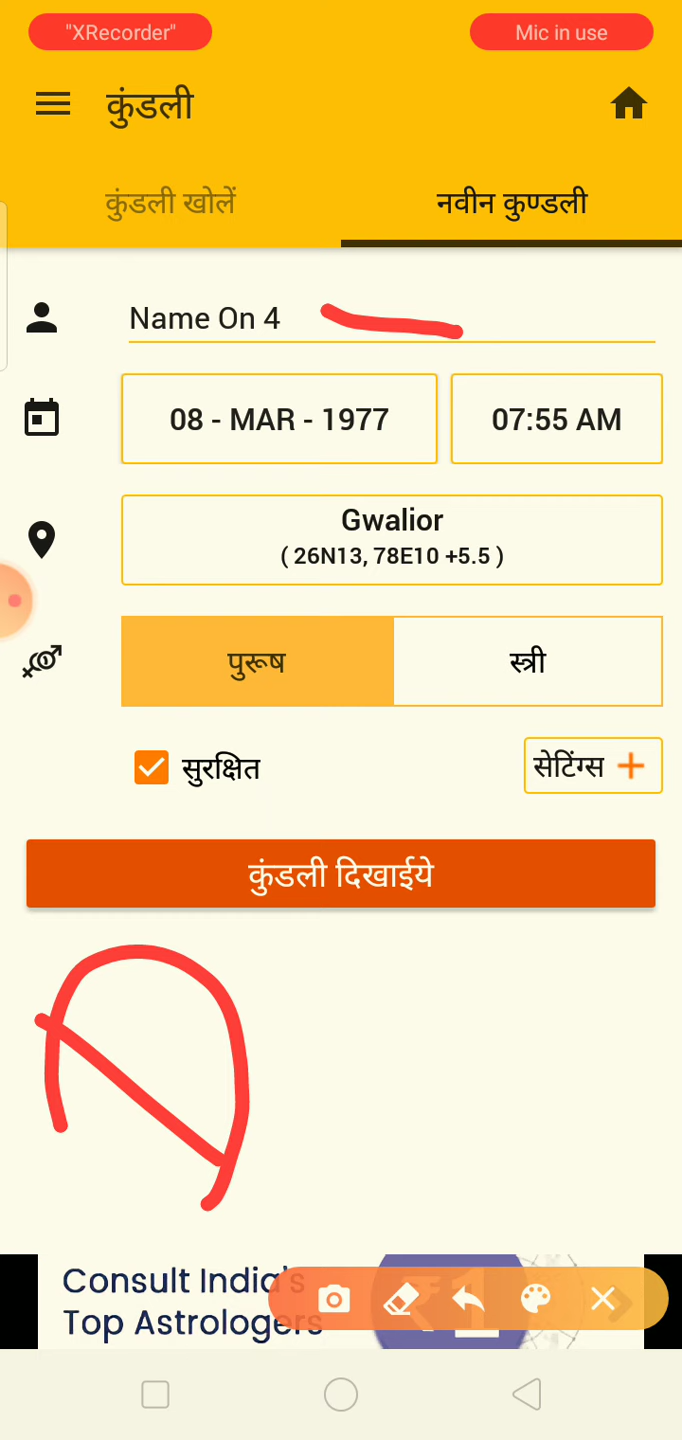 "XRecorder"
Mic in use
कुंडली
कुंडली खोलें
नवीन कुण्डली
Name On 4
08 - MAR - 1977
07:55 AM
Gwalior
( 26N13, 78E10 +5.5 )
पुरूष
स्त्री
सुरक्षित
सेटिंग्स +
कुंडली दिखाईये
Consult India's
Top Astrologers
₹1